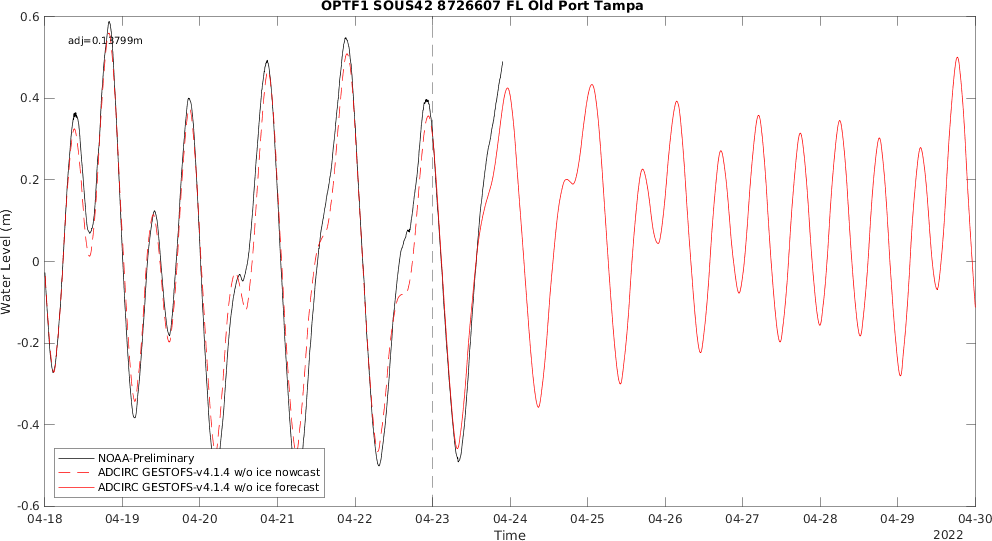 OPTF1 SOUS42 8726607 FL Old Port Tampa
adj=0.13799m
Water Level (m)
0.6
0.4
0.2
0
-0.2
-0.4
-0.6
NOAA-Preliminary
ADCIRC GESTOFS-v4.1.4 w/o ice nowcast
ADCIRC GESTOFS-v4.1.4 w/o ice forecast
04-18 04-19 04-20 04-21 04-22 04-23 04-24 04-25 04-26 04-27 04-28 04-29 04-30
Time
2022